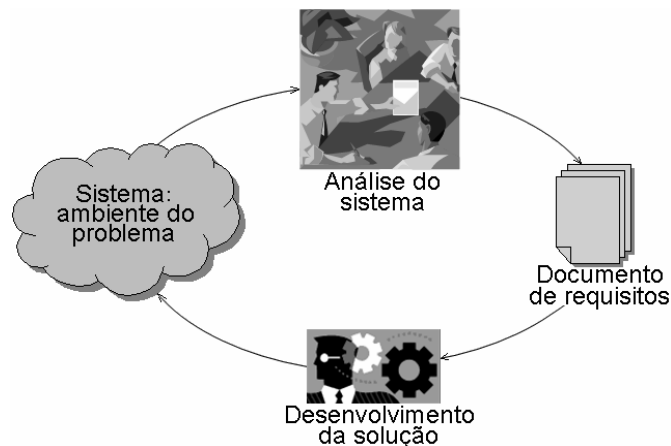 Análise do
sistema
Sistema:
ambiente do
problema
Documento
de requisitos
Desenvolvimento
da solução